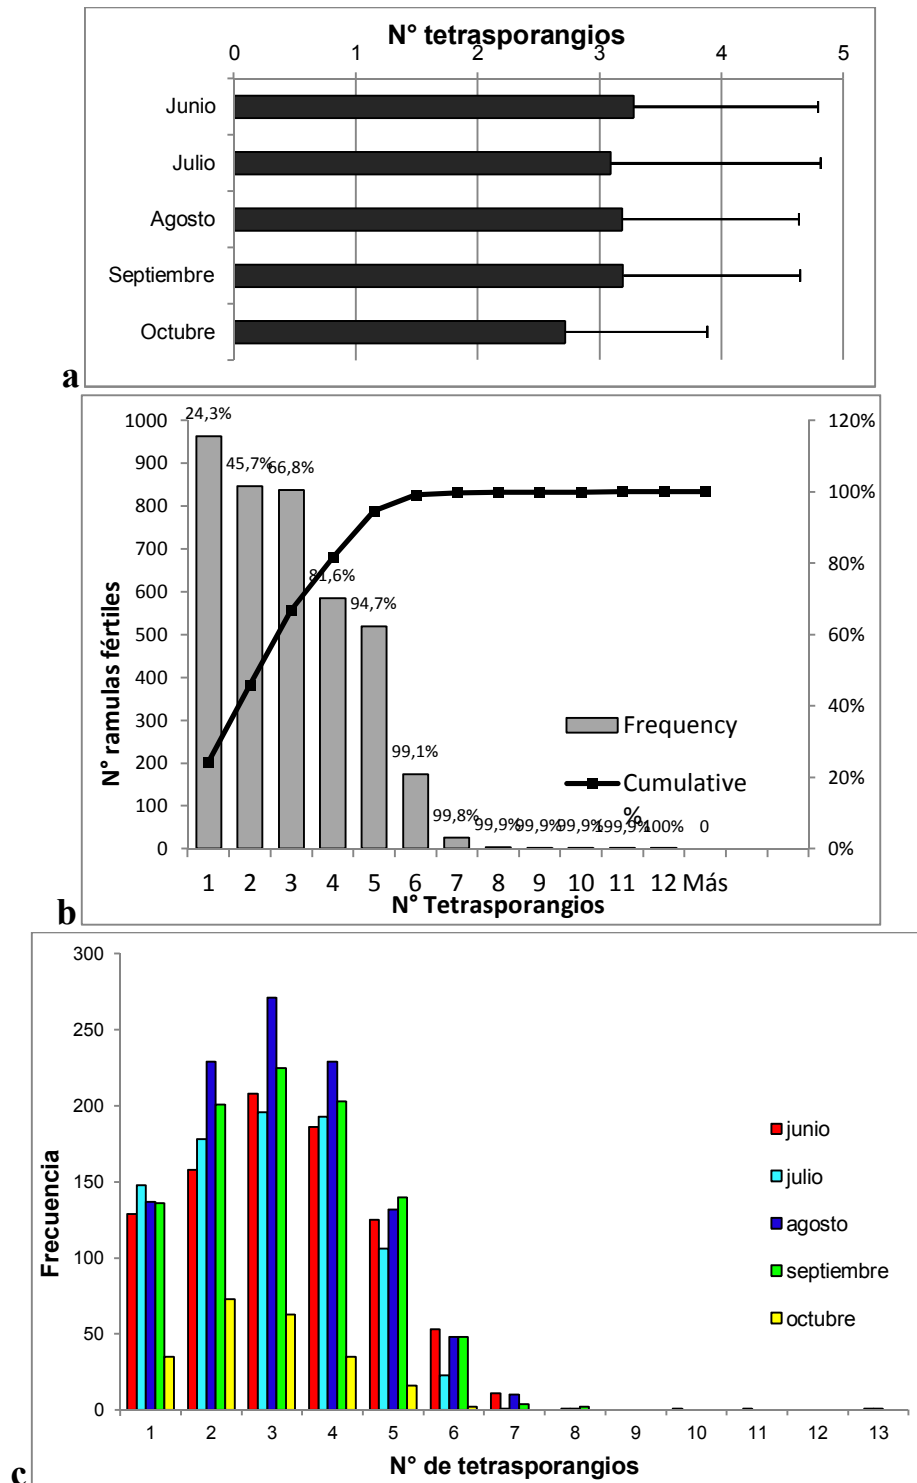 N° tetrasporangios
0 1 2 3 4 5
Junio
Julio
Agosto
Septiembre
Octubre
a
1000 24,3% 120%
900
45,7% 66,8%
800 100%
700
81,6% 80%
600
94,7%
500 60%
400
300 40%
Frequency
99,1%
200 20%
Cumulative
%
100 99,8% 99,9% 99,9% 99,9% 99,9% 100% 0
0 0%
N° ramulas fértiles
1 2 3 4 5 6 7 8 9 10 11 12 Más
N° Tetrasporangios
b
300
250
200
150
100
50
0
Frecuencia
junio
julio
agosto
septiembre
octubre
1 2 3 4 5 6 7 8 9 10 11 12 13
N° de tetrasporangios
c